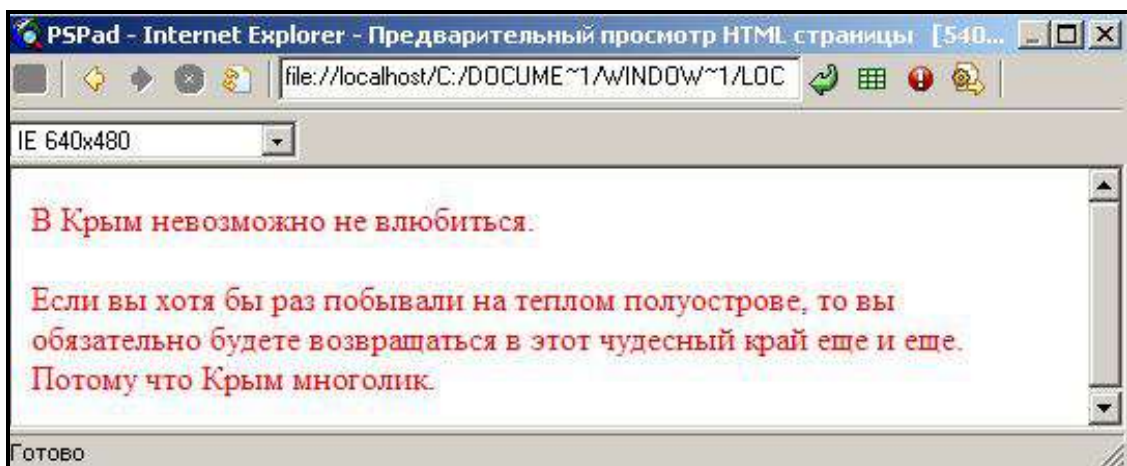 PSPad - Internet Explorer - Предварительный просмотр HTML страницы [540...
file://localhost/C:/DOCUME~1/WINDOW~1/LOC
IE 640x480
В Крым невозможно не влюбиться.
Если вы хотя бы раз побывали на теплом полуострове, то вы
обязательно будете возвращаться в этот чудесный край еще и еще.
Потому что Крым многолик.
Готово